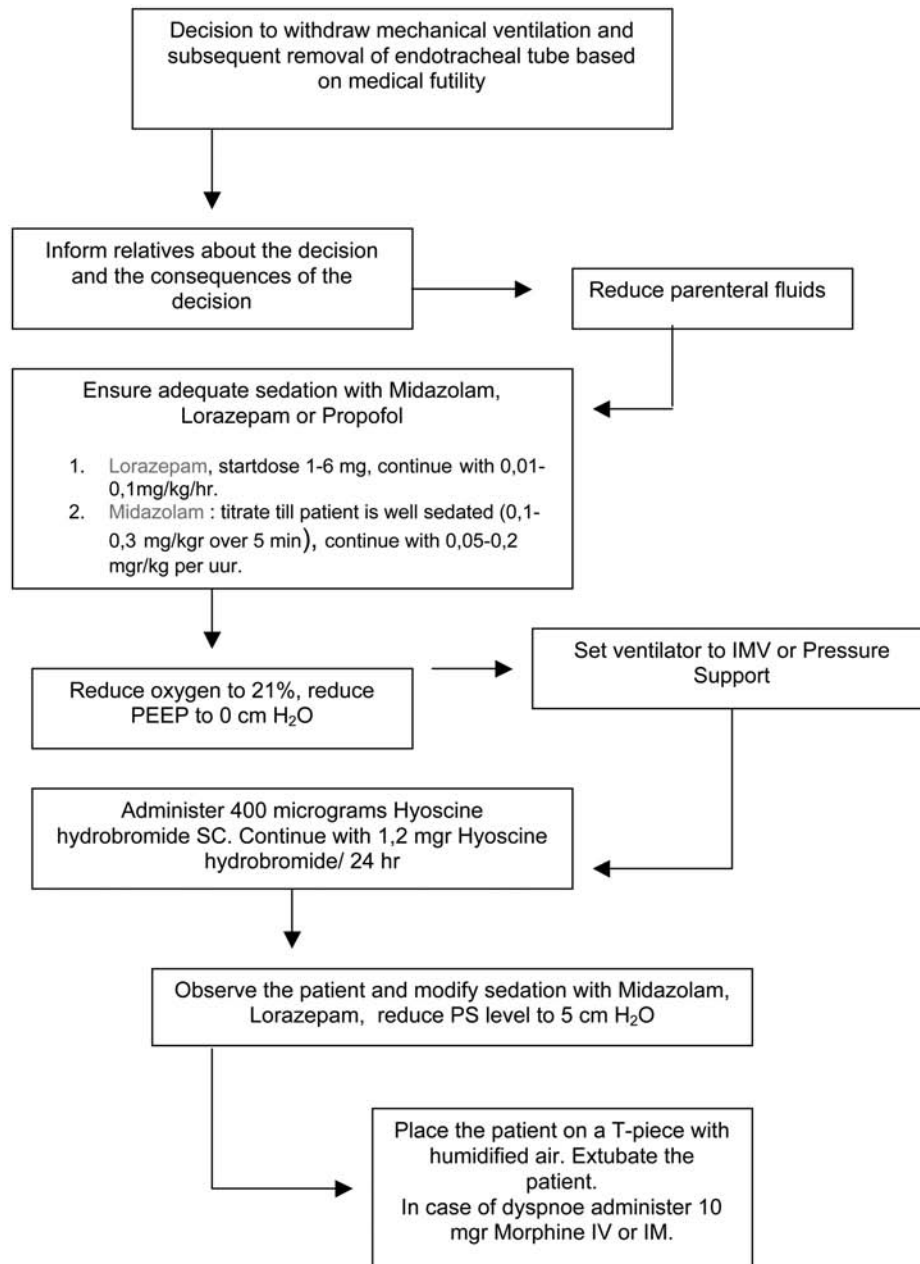 Decision to withdraw mechanical ventilation and
subsequent removal of endotracheal tube based
on medical futility
Inform relatives about the decision
and the consequences of the
decision
Reduce parenteral fluids
Ensure adequate sedation with Midazolam,
Lorazepam or Propofol
1. Lorazepam, startdose 1-6 mg, continue with 0,01-
0,1mg/kg/hr.
2. Midazolam : titrate till patient is well sedated (0,1-
0,3 mg/kgr over 5 min), continue with 0,05-0,2
mgr/kg per uur.
Reduce oxygen to 21%, reduce
PEEP to 0 cm H₂O
Set ventilator to IMV or Pressure
Support
Administer 400 micrograms Hyoscine
hydrobromide SC. Continue with 1,2 mgr Hyoscine
hydrobromide/ 24 hr
Observe the patient and modify sedation with Midazolam,
Lorazepam, reduce PS level to 5 cm H₂O
Place the patient on a T-piece with
humidified air. Extubate the
patient.
In case of dyspnoe administer 10
mgr Morphine IV or IM.